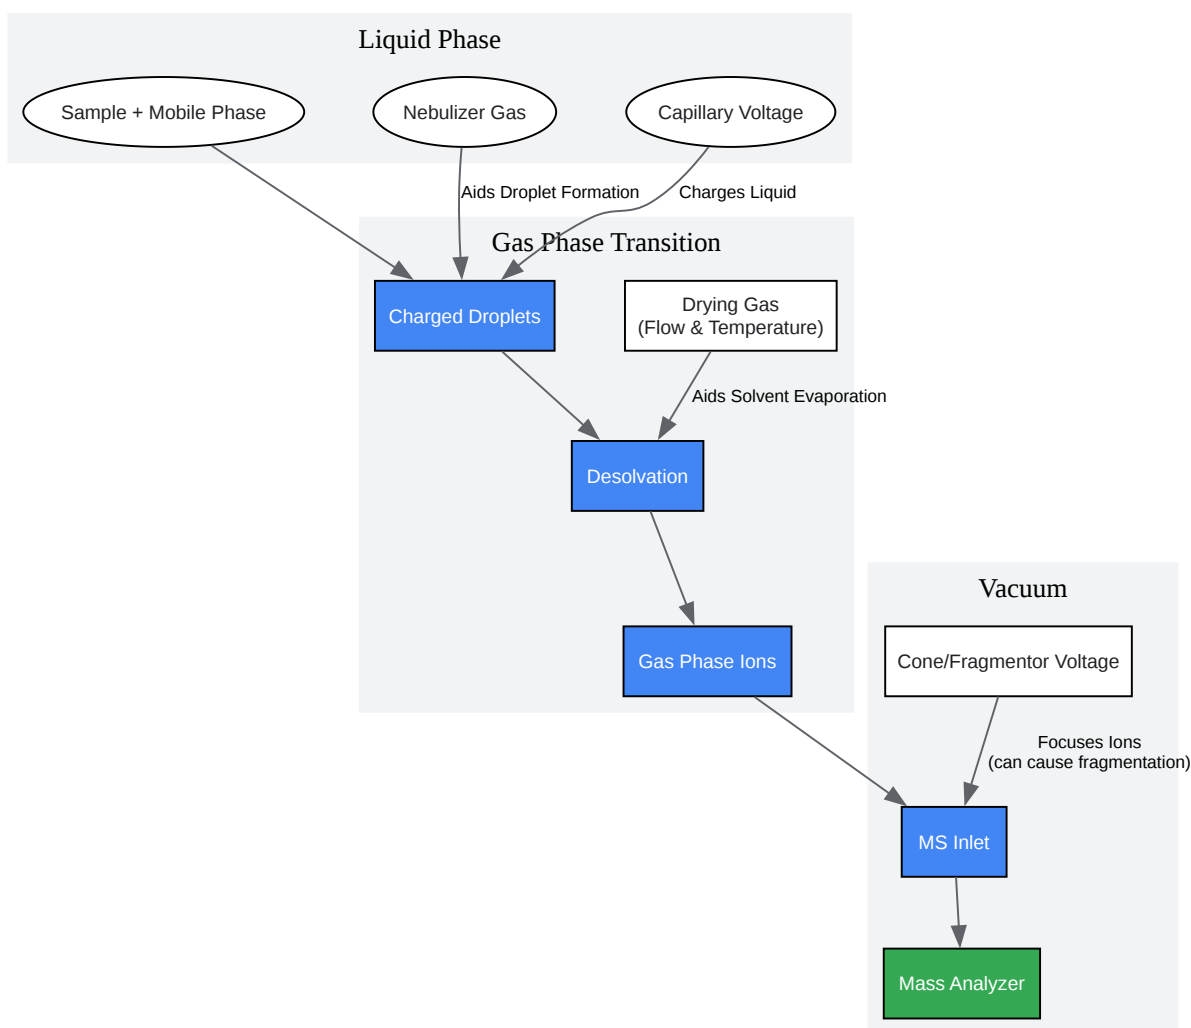 Liquid Phase
Sample + Mobile Phase
Nebulizer Gas
Capillary Voltage
Aids Droplet Formation
Charges Liquid
Gas Phase Transition
Charged Droplets
Drying Gas
(Flow & Temperature)
Aids Solvent Evaporation
Desolvation
Gas Phase Ions
Vacuum
Cone/Fragmentor Voltage
Focuses Ions
(can cause fragmentation)
MS Inlet
Mass Analyzer